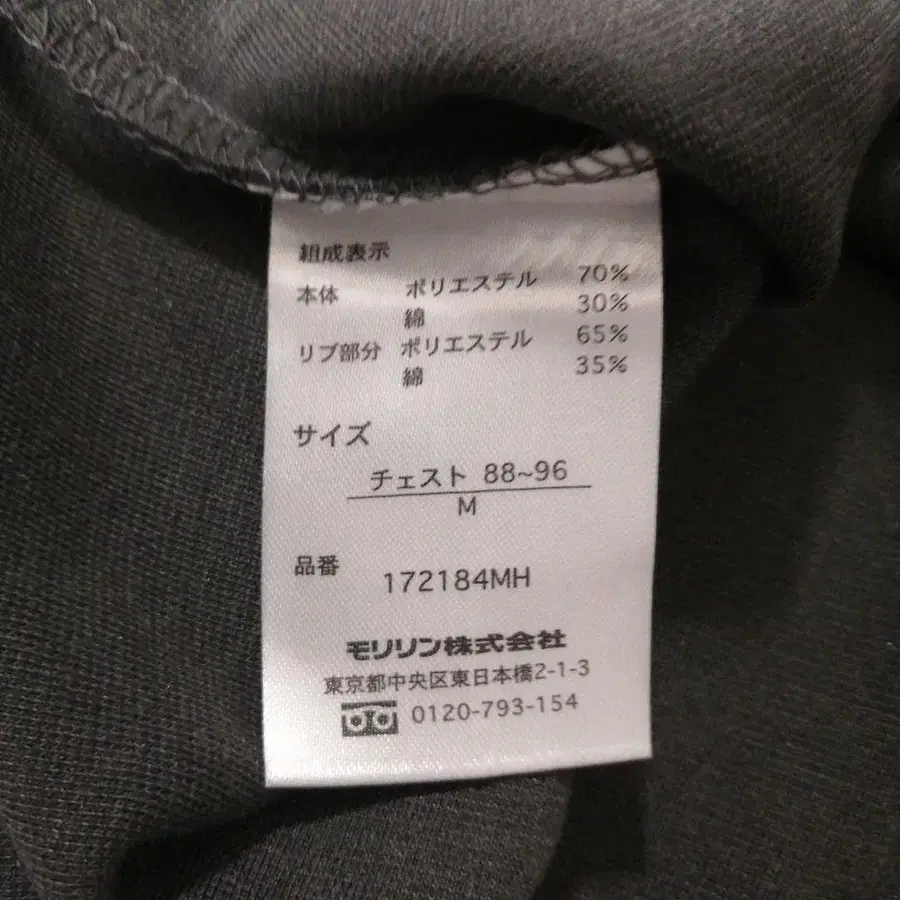 組成表示
本体 ポリエステル 70%
綿 30%
リブ部分 ポリエステル 65%
綿 35%
サイズ
チェスト 88~96
M
品番
172184MH
モリリン株式会社
東京都中央区東日本橋2-1-3
0120-793-154